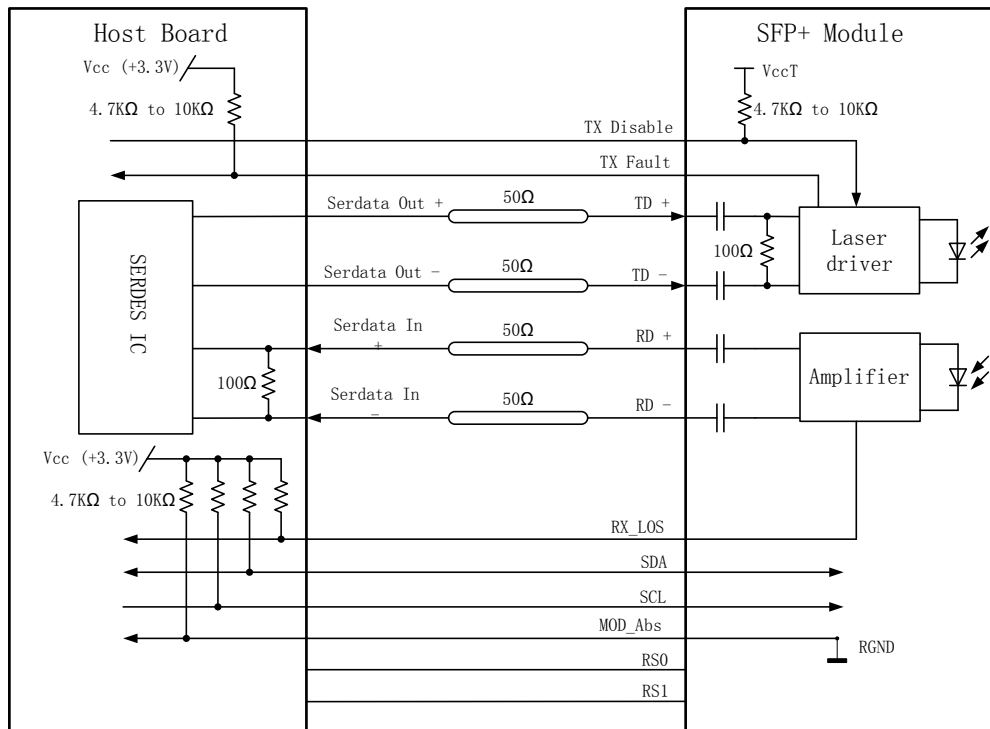 Host Board
SFP+ Module
Vcc (+3.3V)
VccT
4.7KΩ to 10KΩ
4.7KΩ to 10KΩ
TX Disable
TX Fault
Serdata Out +
50Ω
TD +
100Ω
Laser
driver
SERDES IC
Serdata Out -
50Ω
TD -
Serdata In
+
50Ω
RD +
100Ω
Amplifier
Serdata In
-
50Ω
RD -
Vcc (+3.3V)
4.7KΩ to 10KΩ
RX_LOS
SDA
SCL
MOD_Abs
RGND
RS0
RS1